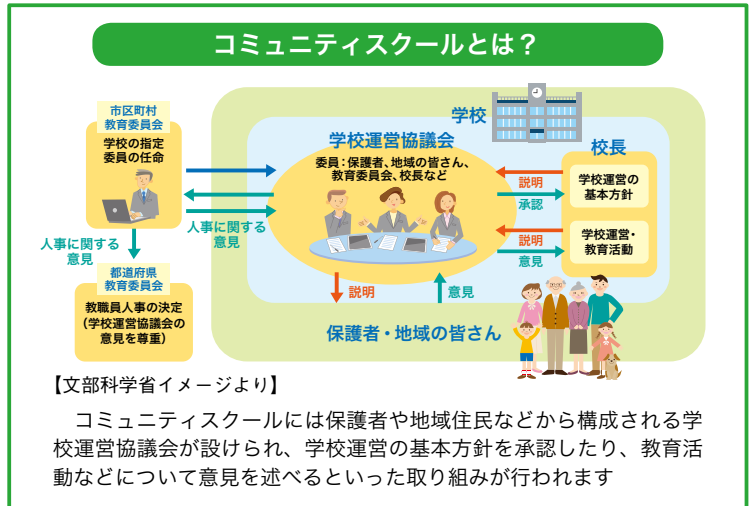 コミュニティスクールとは？
市区町村
教育委員会
学校の指定
委員の任命
人事に関する
意見
都道府県
教育委員会
教職員人事の決定
（学校運営協議会の
意見を尊重）
人事に関する
意見
学校
学校運営協議会
委員：保護者、地域の皆さん、
教育委員会、校長など
校長
説明
承認
学校運営の
基本方針
説明
意見
学校運営・
教育活動
説明
意見
保護者・地域の皆さん
【文部科学省イメージより】
　コミュニティスクールには保護者や地域住民などから構成される学
校運営協議会が設けられ、学校運営の基本方針を承認したり、教育活
動などについて意見を述べるといった取り組みが行われます